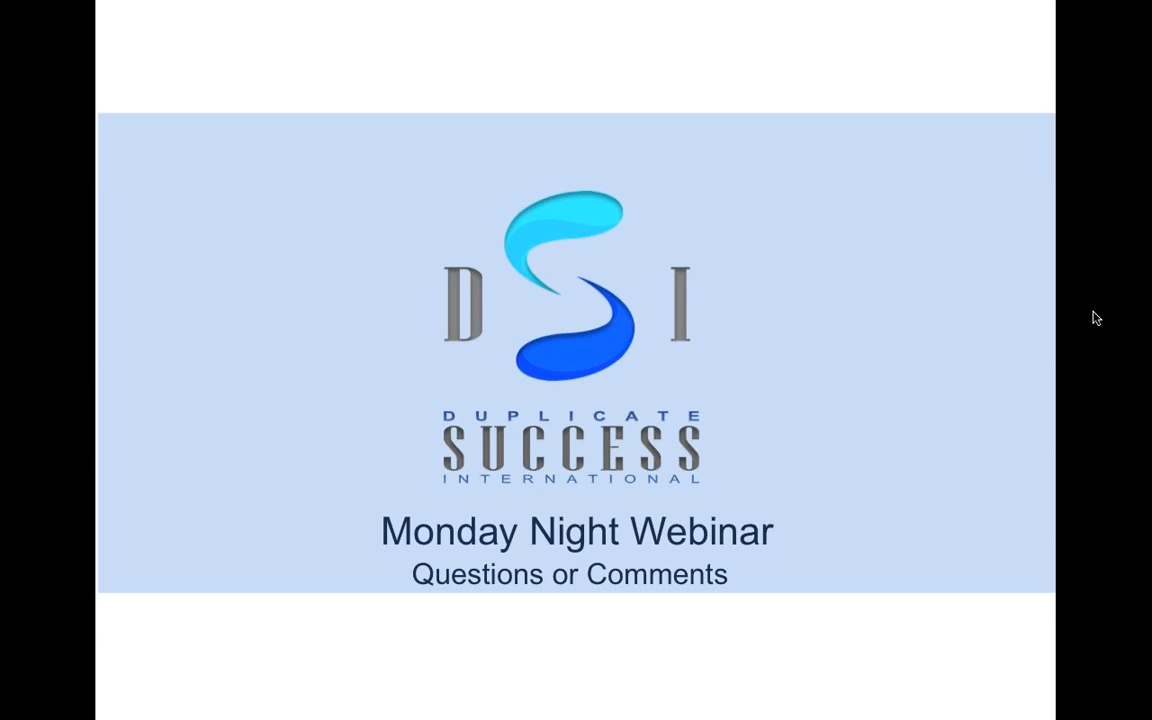 D S I
DUPLICATE
SUCCESS
INTERNATIONAL
Monday Night Webinar
Questions or Comments